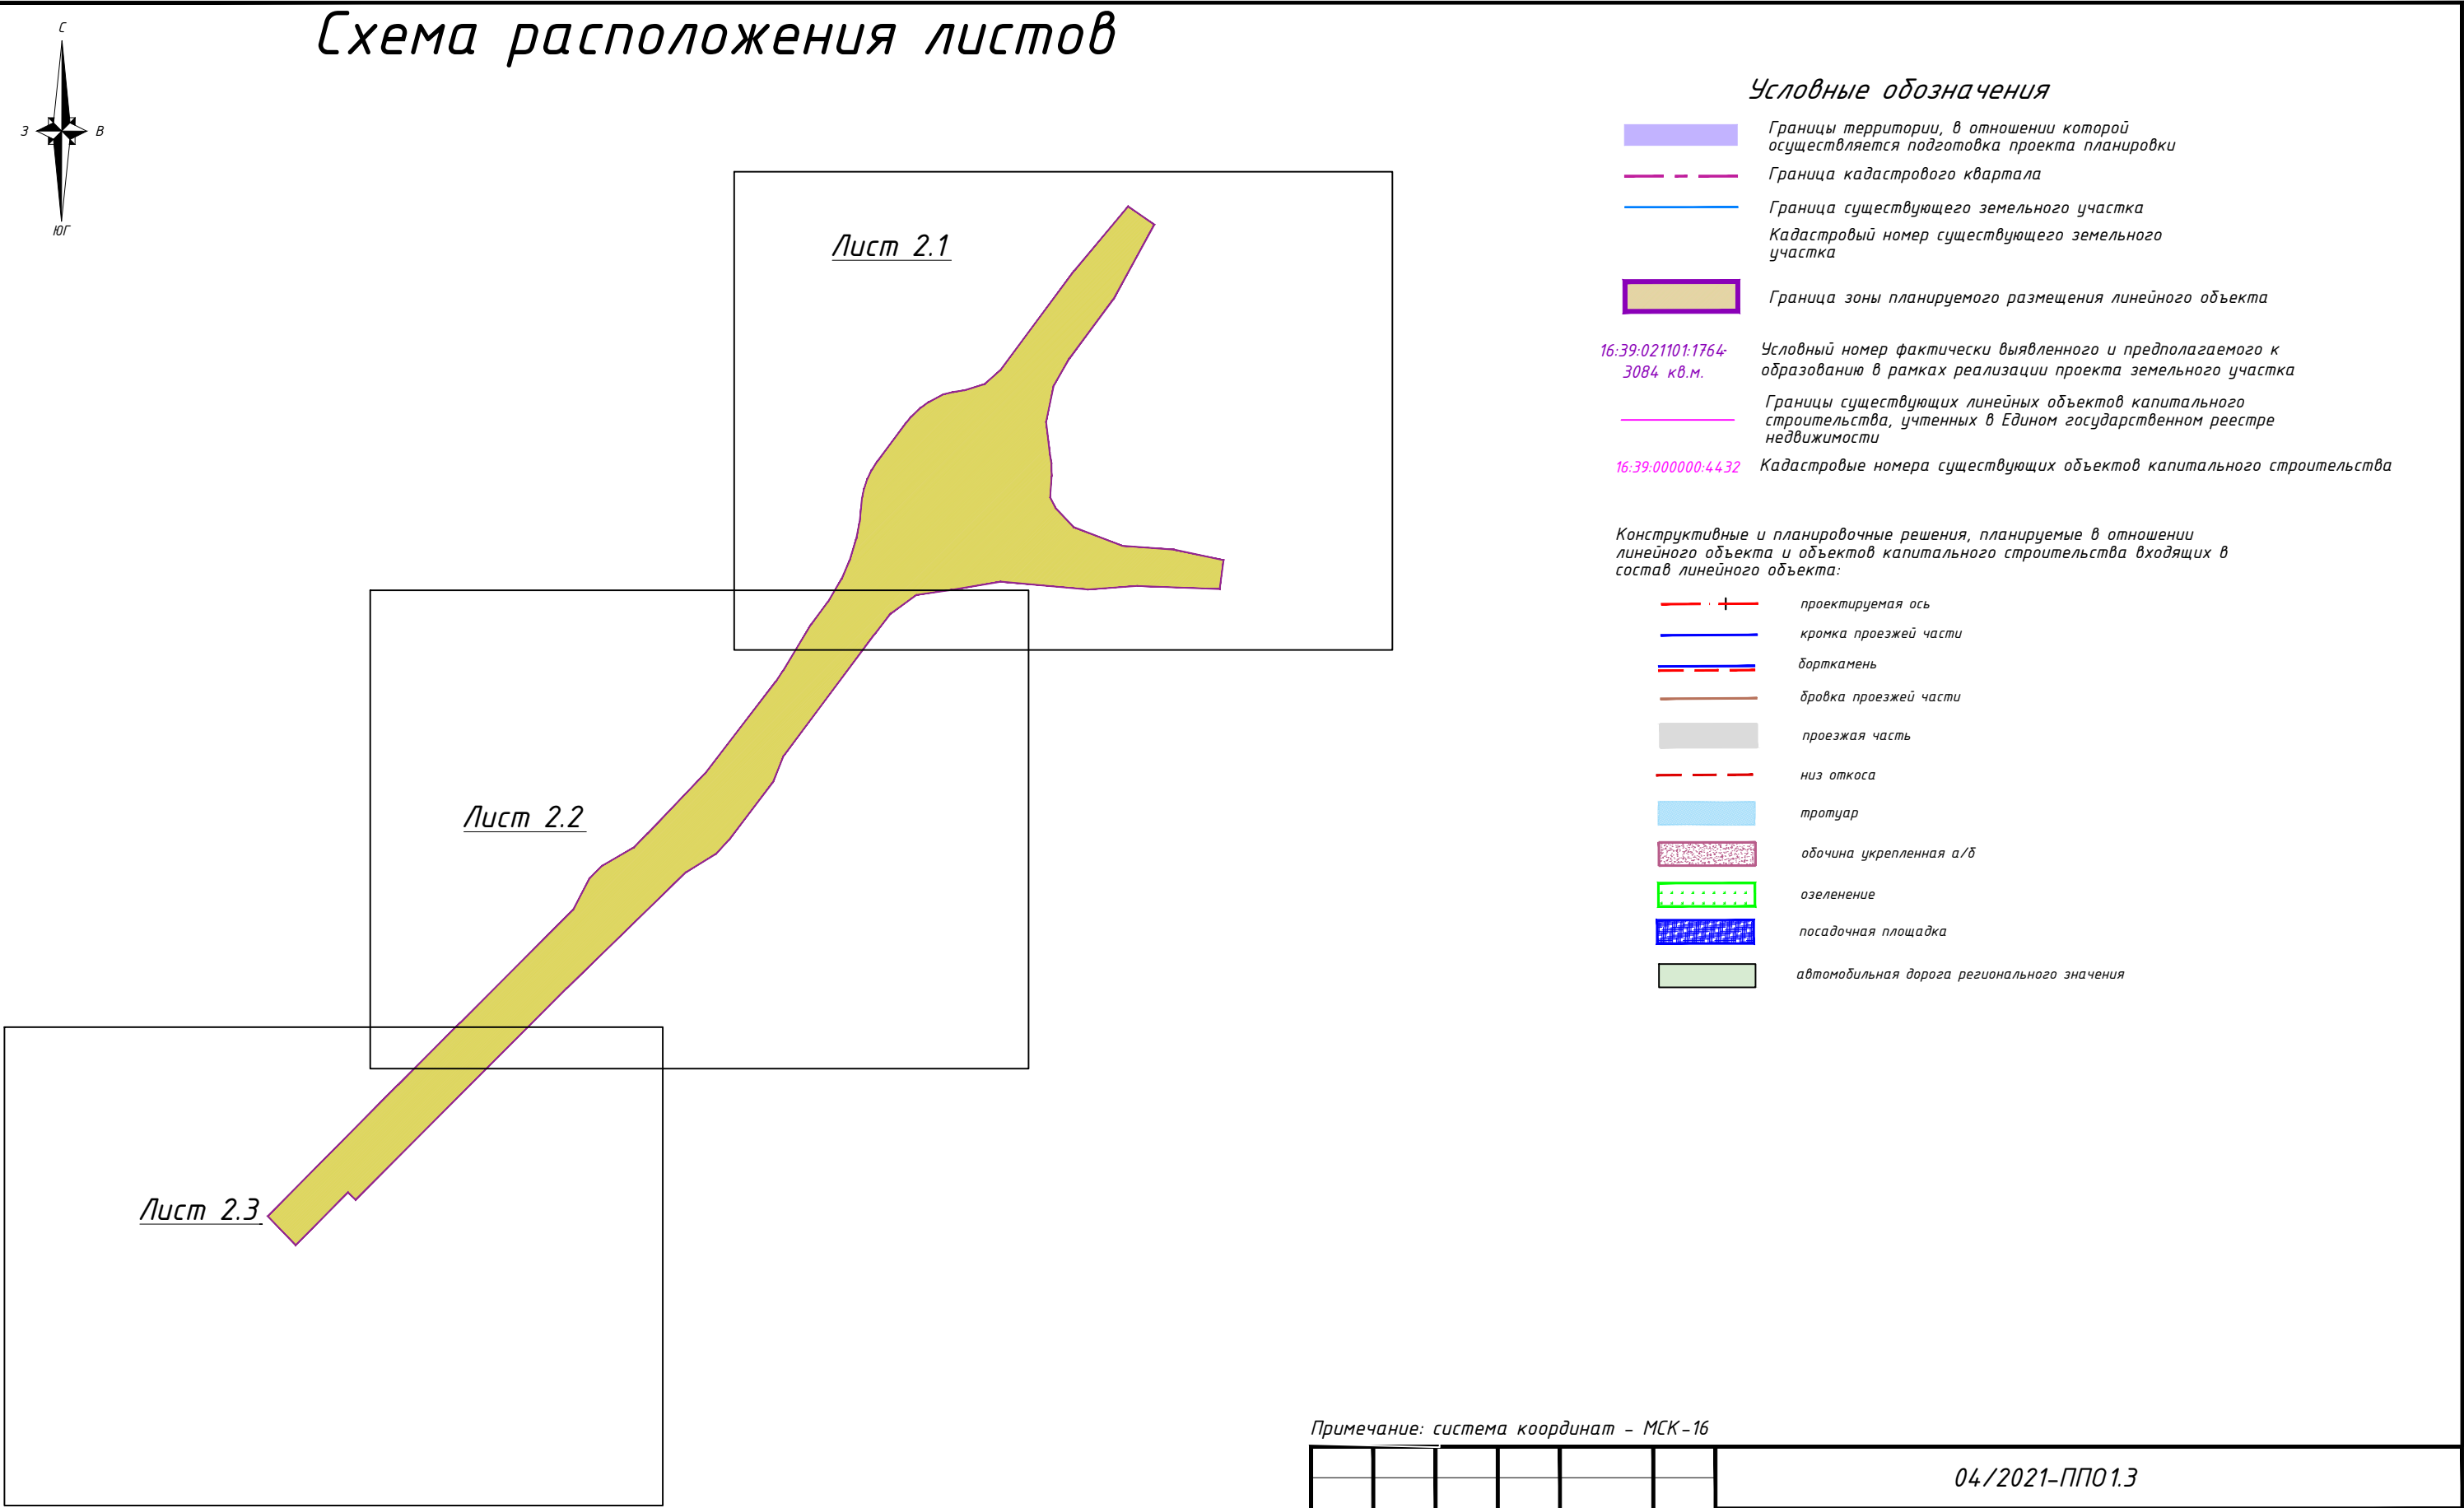 Схема расположения листов
С
З
В
ЮГ
Лист 2.1
Лист 2.2
Лист 2.3
Условные обозначения
Границы территории, в отношении которой
осуществляется подготовка проекта планировки
Граница кадастрового квартала
Граница существующего земельного участка
Кадастровый номер существующего земельного
участка
Граница зоны планируемого размещения линейного объекта
16:39:021101:1764-
3084 кв.м.
Условный номер фактически выявленного и предполагаемого к
образованию в рамках реализации проекта земельного участка
Границы существующих линейных объектов капитального
строительства, учтенных в Едином государственном реестре
недвижимости
16:39:000000:4432
Кадастровые номера существующих объектов капитального строительства
Конструктивные и планировочные решения, планируемые в отношении
линейного объекта и объектов капитального строительства входящих в
состав линейного объекта:
проектируемая ось
кромка проезжей части
борткамень
бровка проезжей части
проезжая часть
низ откоса
тротуар
обочина укрепленная а/б
озеленение
посадочная площадка
автомобильная дорога регионального значения
Примечание: система координат - МСК-16
04/2021-ППО1.3